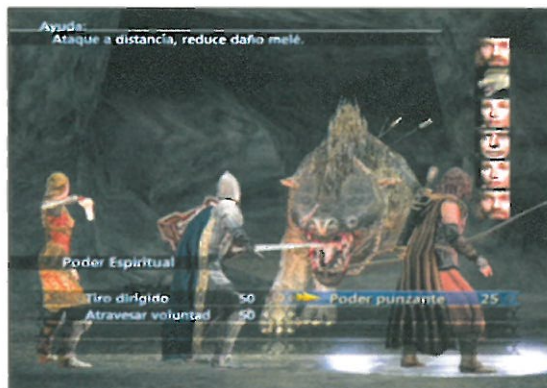 Ayuda:
Ataque a distancia, reduce daño melé.
Poder Espiritual
Tiro dirigido 50 Poder punzante 25
Atravesar voluntad 50